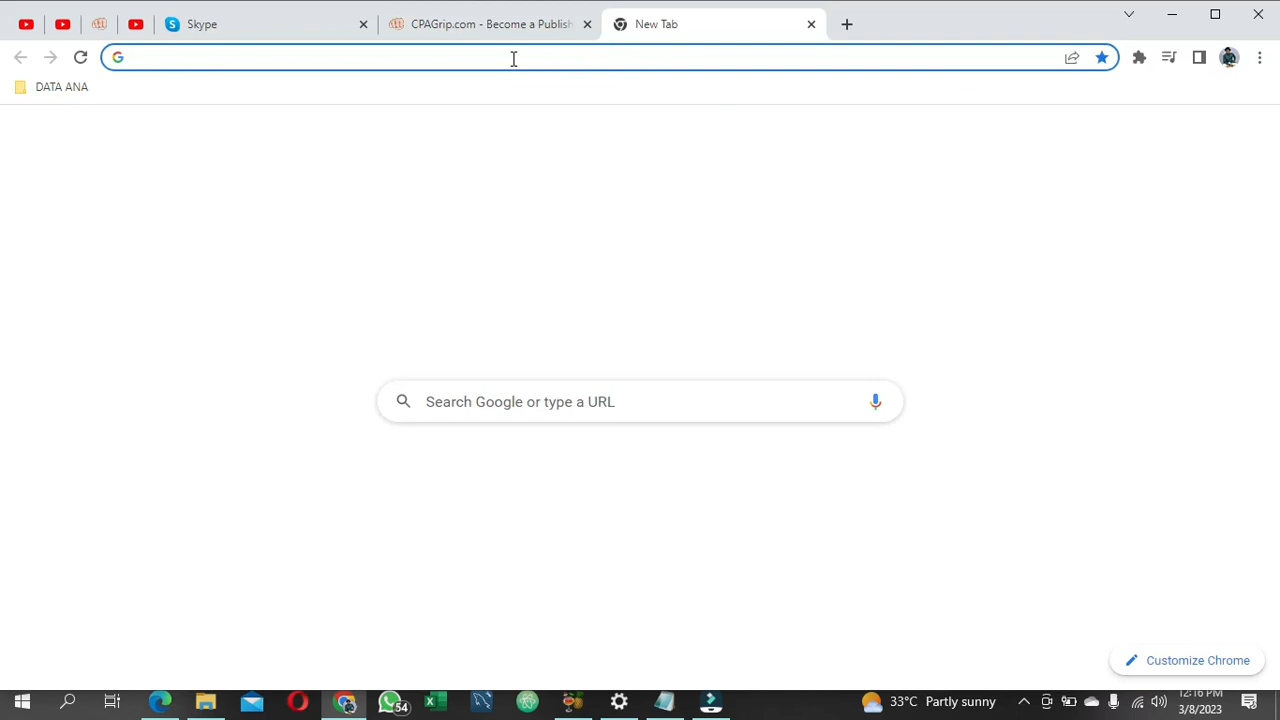 Skype
CPAGrip.com - Become a Publish
New Tab
DATA ANA
Search Google or type a URL
Customize Chrome
54
33°C Partly sunny
12:16 PM
3/8/2023